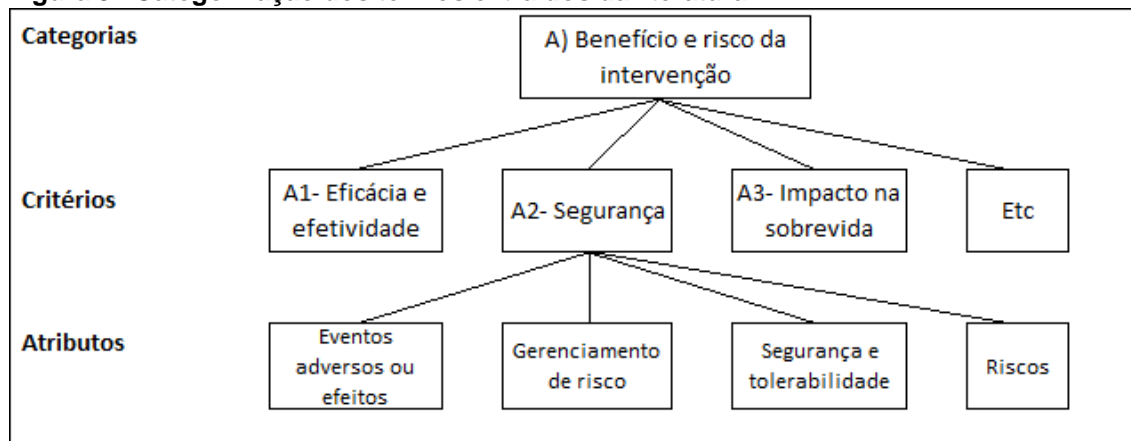 Categorias
A) Benefício e risco da
intervenção
Critérios
A1- Eficácia e
efetividade
A2- Segurança
A3- Impacto na
sobrevida
Etc
Atributos
Eventos
adversos ou
efeitos
Gerenciamento
de risco
Segurança e
tolerabilidade
Riscos